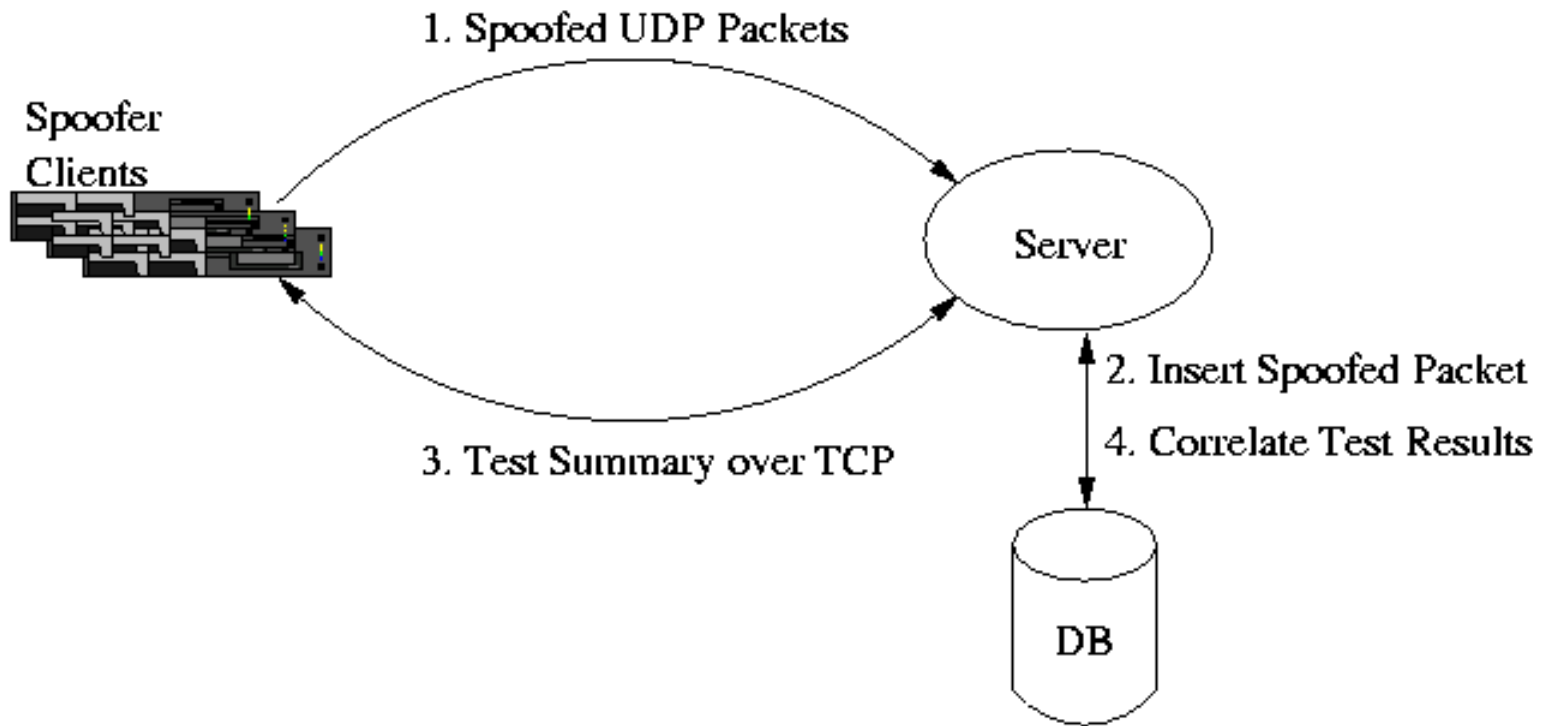 1. Spoofed UDP Packets
Spoofer
Clients
Server
2. Insert Spoofed Packet
4. Correlate Test Results
3. Test Summary over TCP
DB